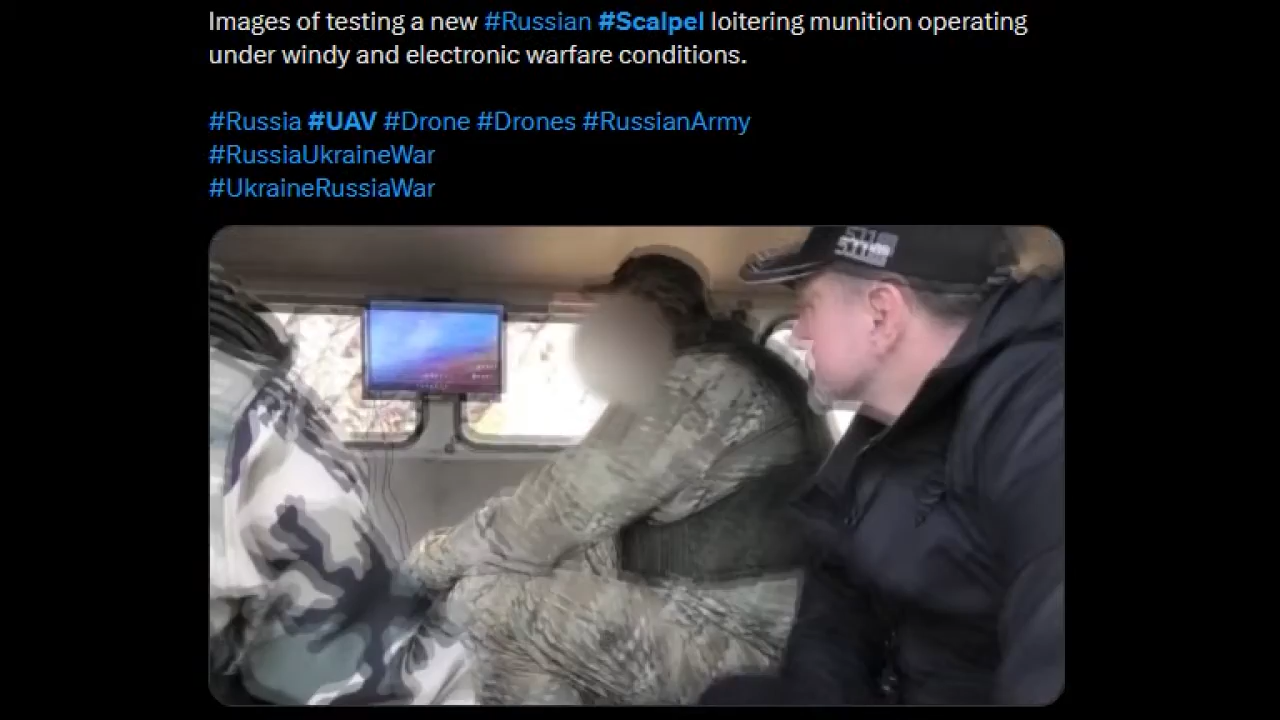 Images of testing a new #Russian #Scalpel loitering munition operating
under windy and electronic warfare conditions.
#Russia #UAV #Drone #Drones #RussianArmy
#RussiaUkraineWar
#UkraineRussiaWar